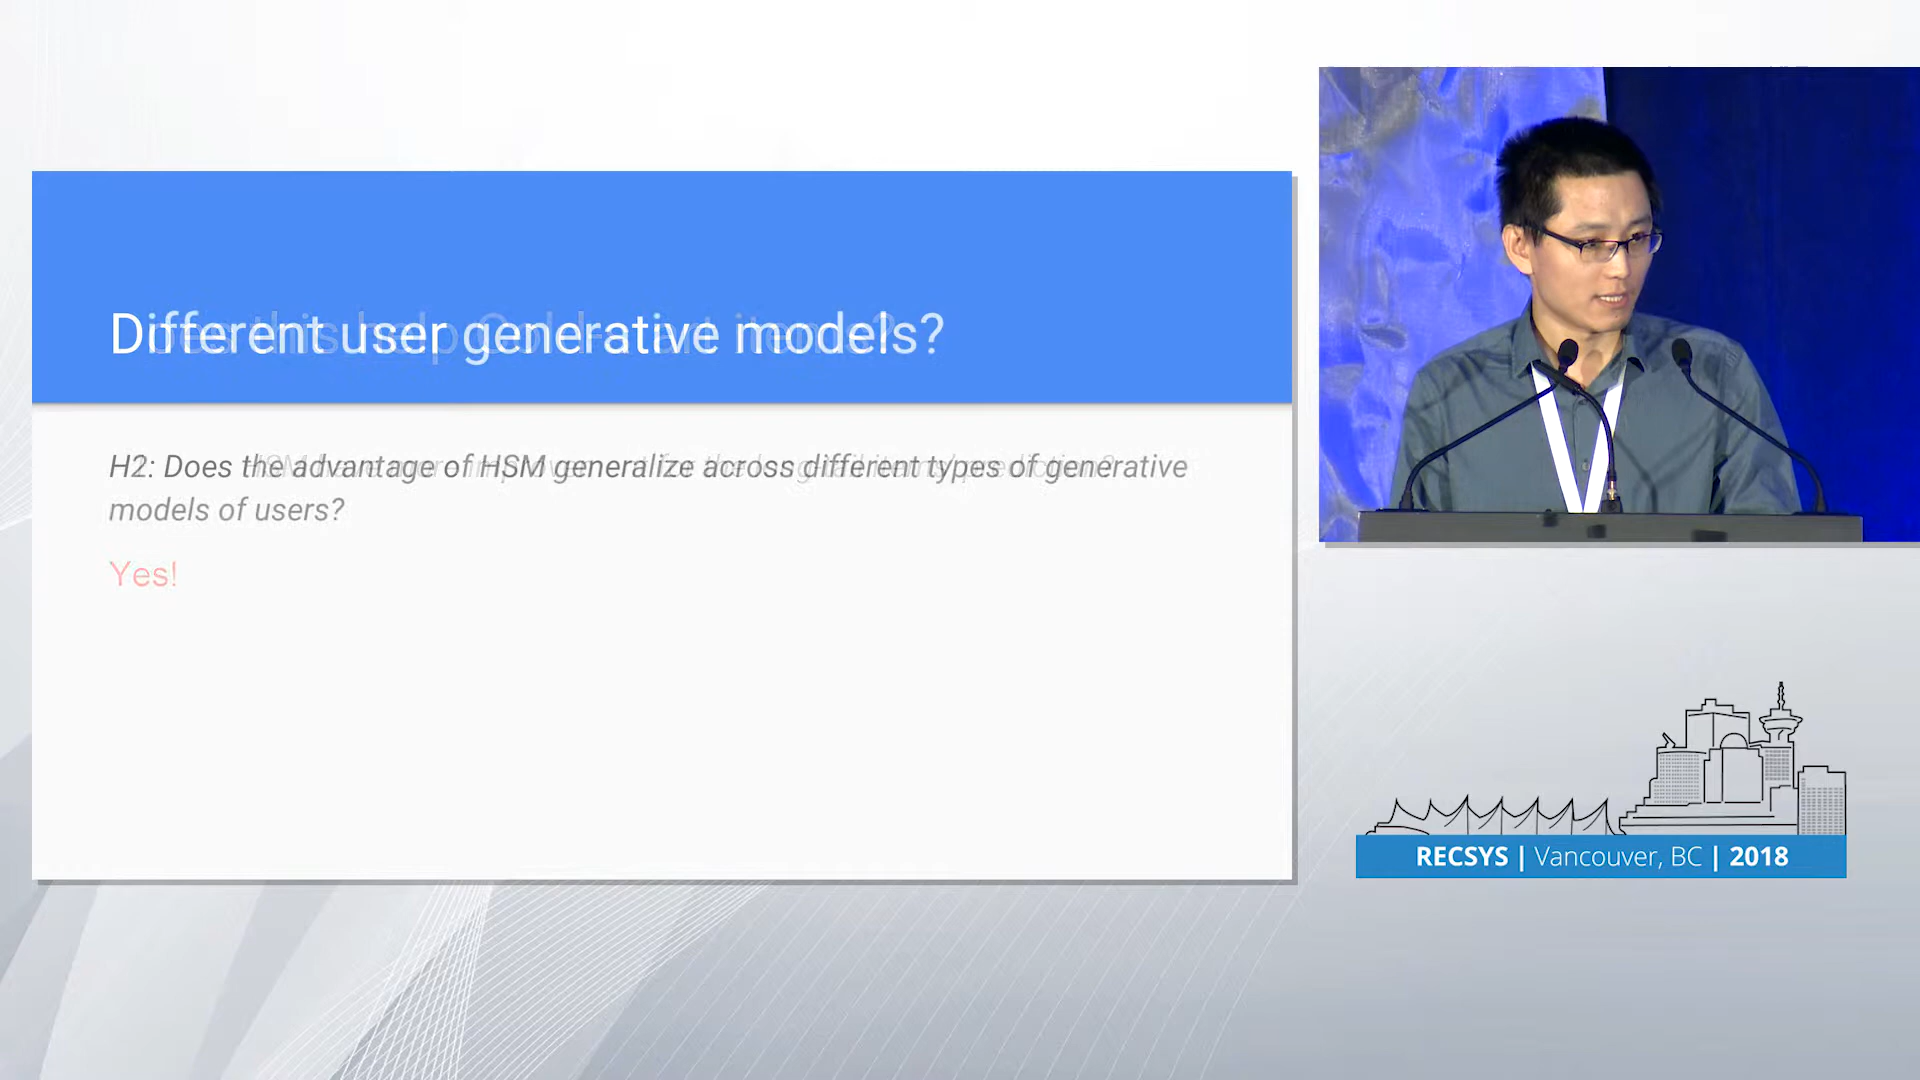 Different user generative models?
H2: Does the advantage of HSM generalize across different types of generative
models of users?
Yes!
RECSYS | Vancouver, BC | 2018